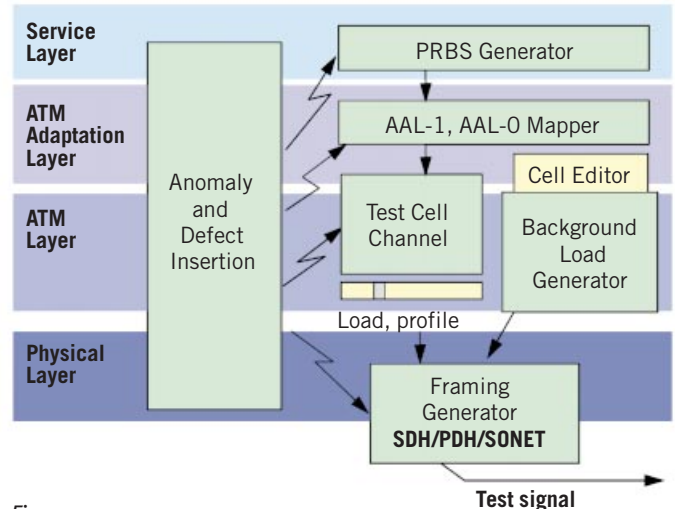 Service
Layer
PRBS Generator
ATM
Adaptation
Layer
AAL-1, AAL-0 Mapper
Anomaly
and
Defect
Insertion
Cell Editor
ATM
Layer
Test Cell
Channel
Background
Load
Generator
Load, profile
Physical
Layer
Framing
Generator
SDH/PDH/SONET
Test signal